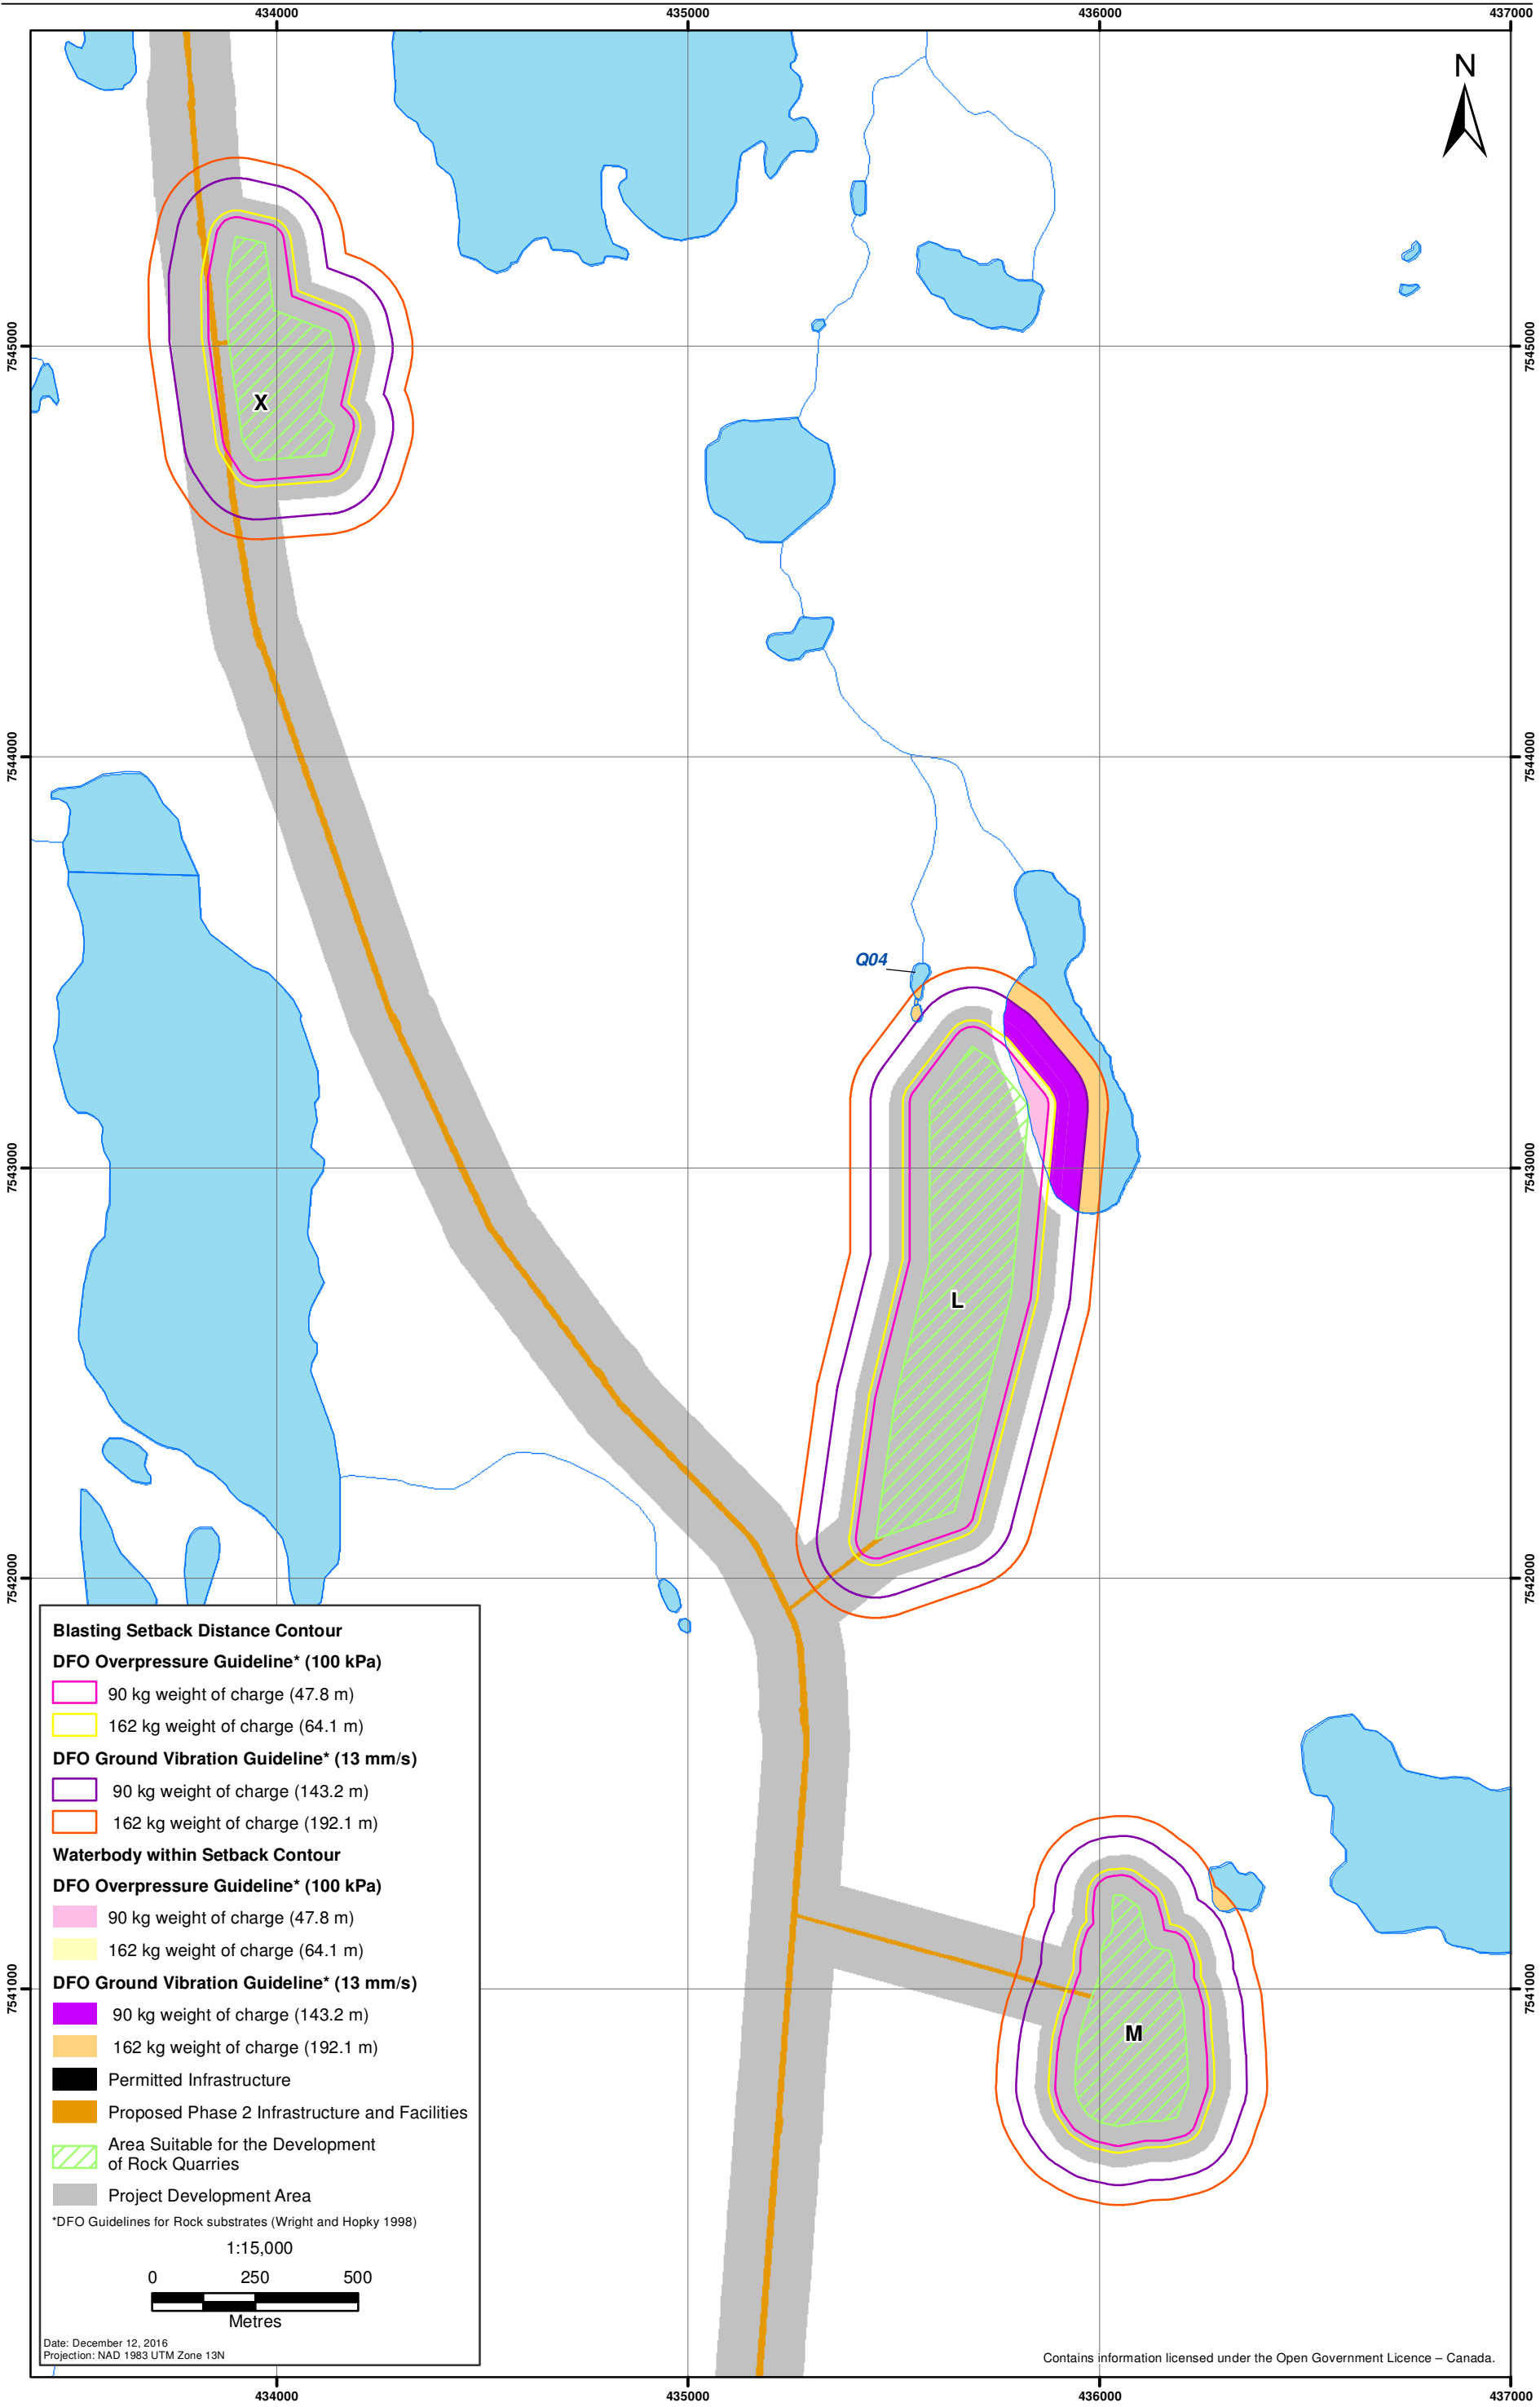 434000
435000
436000
437000
N
7545000
7545000
X
7544000
7544000
Q04
7543000
7543000
L
7542000
7542000
Blasting Setback Distance Contour
DFO Overpressure Guideline* (100 kPa)
90 kg weight of charge (47.8 m)
162 kg weight of charge (64.1 m)
DFO Ground Vibration Guideline* (13 mm/s)
90 kg weight of charge (143.2 m)
162 kg weight of charge (192.1 m)
Waterbody within Setback Contour
DFO Overpressure Guideline* (100 kPa)
90 kg weight of charge (47.8 m)
162 kg weight of charge (64.1 m)
DFO Ground Vibration Guideline* (13 mm/s)
90 kg weight of charge (143.2 m)
162 kg weight of charge (192.1 m)
Permitted Infrastructure
Proposed Phase 2 Infrastructure and Facilities
Area Suitable for the Development
of Rock Quarries
Project Development Area
*DFO Guidelines for Rock substrates (Wright and Hopky 1998)
1:15,000
0 250 500
Metres
Date: December 12, 2016
Projection: NAD 1983 UTM Zone 13N
7541000
7541000
M
Contains information licensed under the Open Government Licence – Canada.
434000
435000
436000
437000